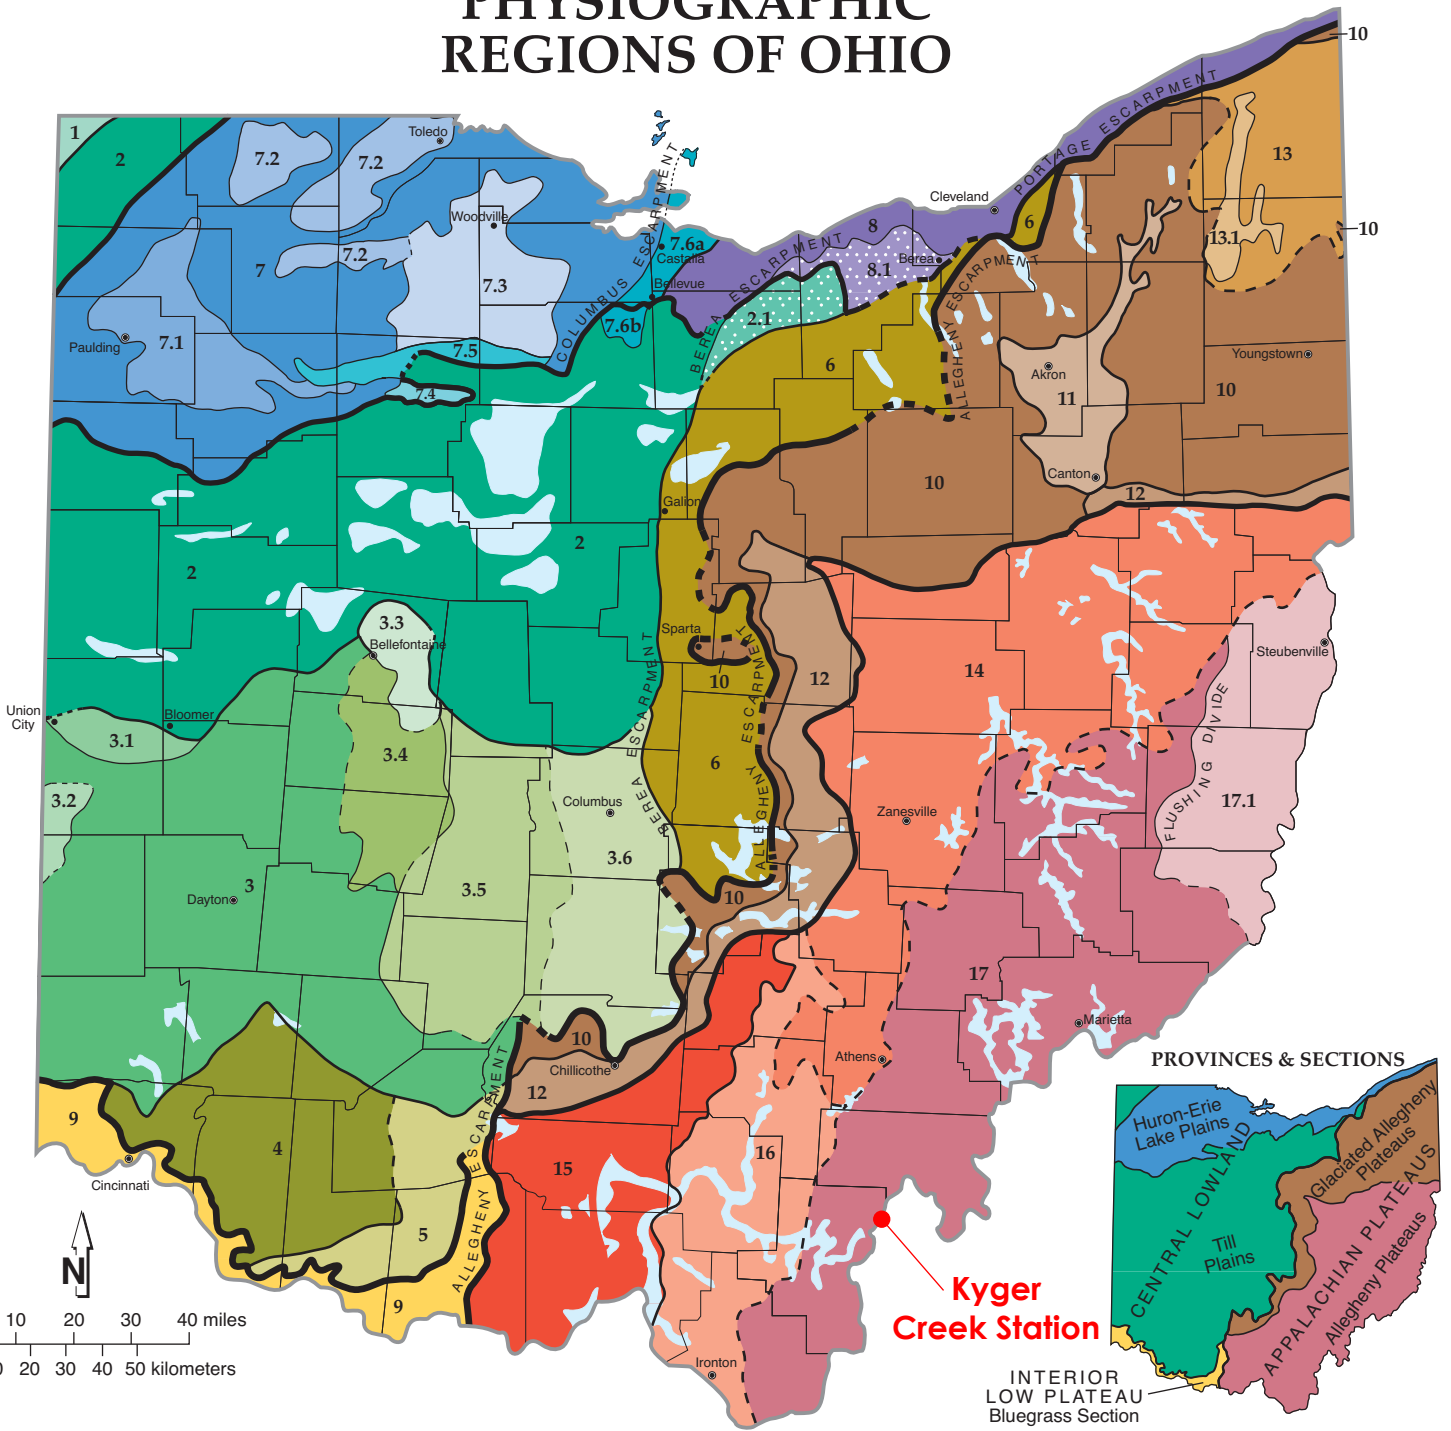 PHYSIOGRAPHIC
REGIONS OF OHIO
10
1
2
7.2
7.2
Toledo
13
Cleveland
PORTAGE ESCARPMENT
6
10
13.1
Woodville
7.2
7
7.3
COLUMBUS ESCARPMENT
7.6a
Castalia
Bellevue
8
8.1
Berea
BEREA ESCARPMENT
2.1
7.6b
ALLEGHENY ESCARPMENT
Paulding
7.1
7.5
7.4
6
Akron
11
Youngstown
10
Canton
12
10
Galion
2
2
3.3
Bellefontaine
Sparta
10
12
14
Steubenville
Union
City
Bloomer
3.1
3.4
BEREA ESCARPMENT
6
ALLEGHENY ESCARPMENT
FLUSHING DIVIDE
17.1
3.2
Columbus
3.6
Zanesville
Dayton
3
3.5
10
17
Marietta
10
Chillicothe
12
Athens
9
4
Cincinnati
ALLEGHENY ESCARPMENT
15
16
5
9
N
10 20 30 40 miles
0 20 30 40 50 kilometers
Ironton
Kyger
Creek Station
PROVINCES & SECTIONS
Huron-Erie
Lake Plains
CENTRAL LOWLAND
Till
Plains
Glaciated Allegheny
Plateaus
APPALACHIAN PLATEAUS
Allegheny Plateaus
INTERIOR
LOW PLATEAU
Bluegrass Section